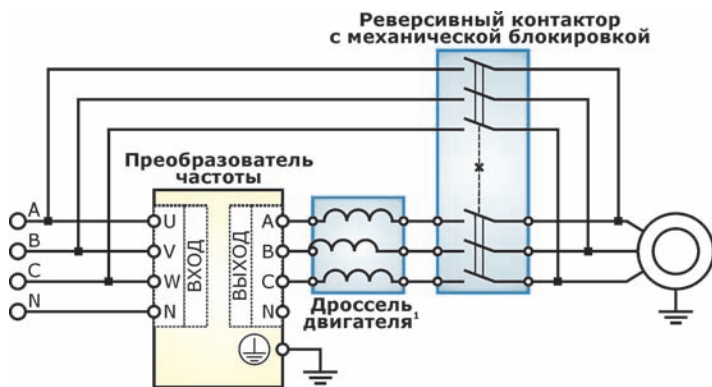 Реверсивный контактор
с механической блокировкой
Преобразователь
частоты
A
B
C
N
U
V
W
N
ВХОД
ВЫХОД
A
B
C
N
Дроссель
двигателя¹